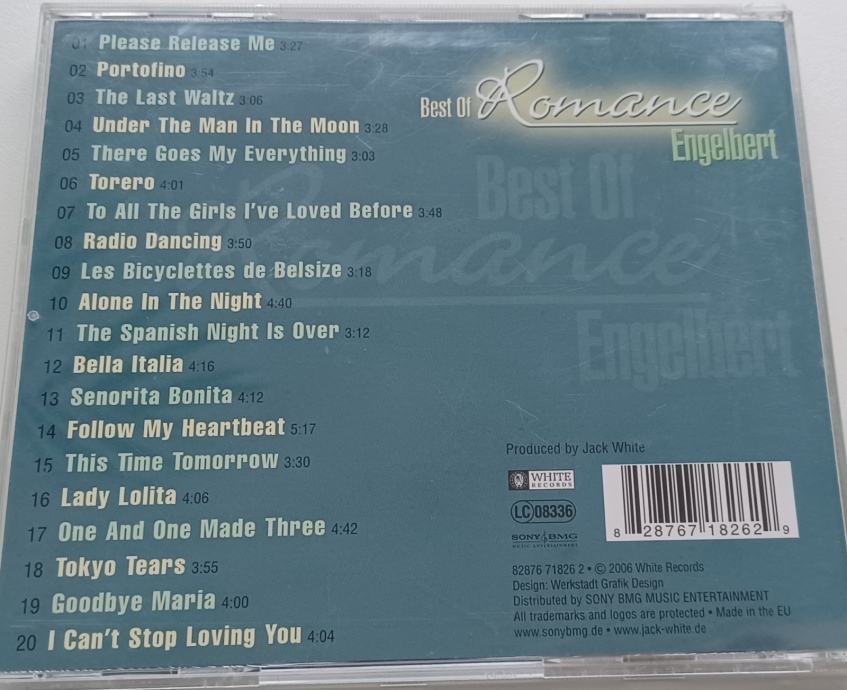 01 Please Release Me 3:27
02 Portofino 3:54
03 The Last Waltz 3:06
04 Under The Man In The Moon 3:28
05 There Goes My Everything 3:03
06 Torero 4:01
07 To All The Girls I've Loved Before 3:48
08 Radio Dancing 3:50
09 Les Bicyclettes de Belsize 3:18
10 Alone In The Night 4:40
11 The Spanish Night Is Over 3:12
12 Bella Italia 4:16
13 Senorita Bonita 4:12
14 Follow My Heartbeat 5:17
15 This Time Tomorrow 3:30
16 Lady Lolita 4:06
17 One And One Made Three 4:42
18 Tokyo Tears 3:55
19 Goodbye Maria 4:00
20 I Can't Stop Loving You 4:04
Best Of Romance
Engelbert
Best Of
Romance
Engelbert
Produced by Jack White
WHITE
RECORDS
LC 08336
SONY BMG
MUSIC ENTERTAINMENT
8 28767 18262 9
82876 71826 2 • © 2006 White Records
Design: Werkstadt Grafik Design
Distributed by SONY BMG MUSIC ENTERTAINMENT
All trademarks and logos are protected • Made in the EU
www.sonybmg.de • www.jack-white.de